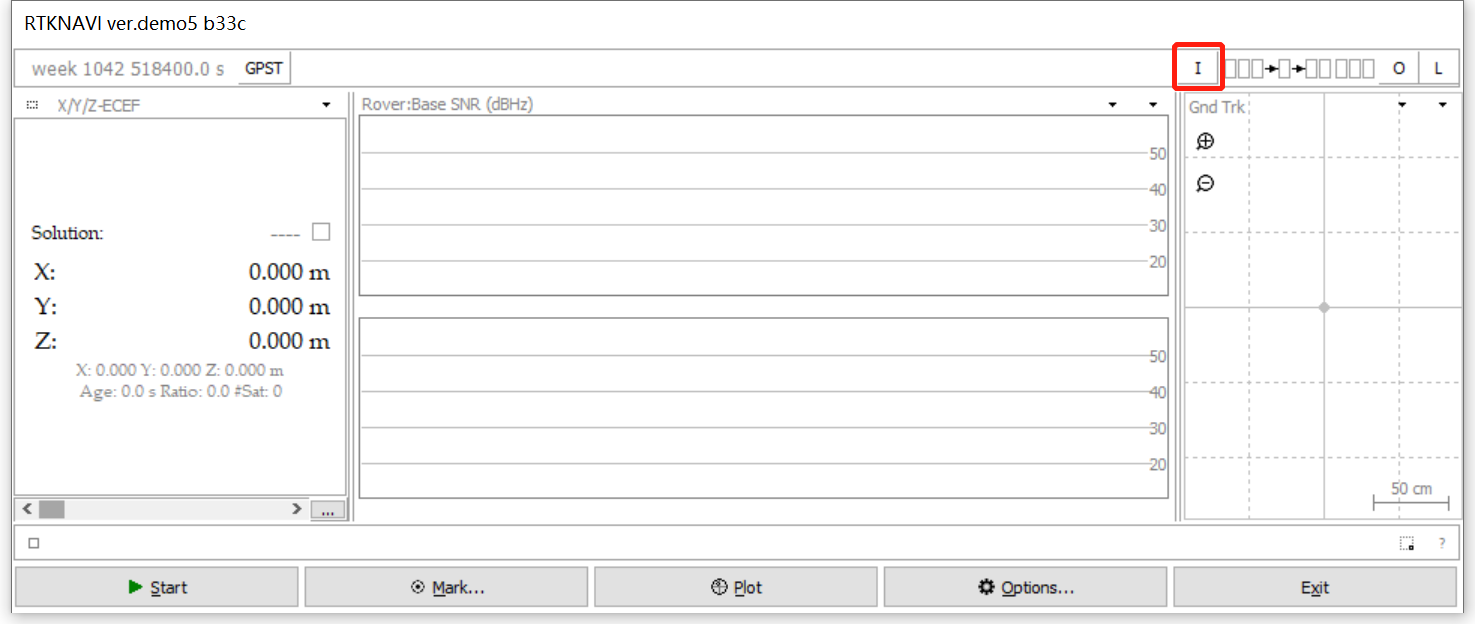 RTKNAVI ver.demo5 b33c
week 1042 518400.0 s GPST I O L
X/Y/Z-ECEF
Rover:Base SNR (dBHz)
Gnd Trk
50
40
30
20
Solution: ----
X: 0.000 m
Y: 0.000 m
Z: 0.000 m
X: 0.000 Y: 0.000 Z: 0.000 m
Age: 0.0 s Ratio: 0.0 #Sat: 0
50
40
30
20
50 cm
...
?
Start Mark... Plot Options... Exit